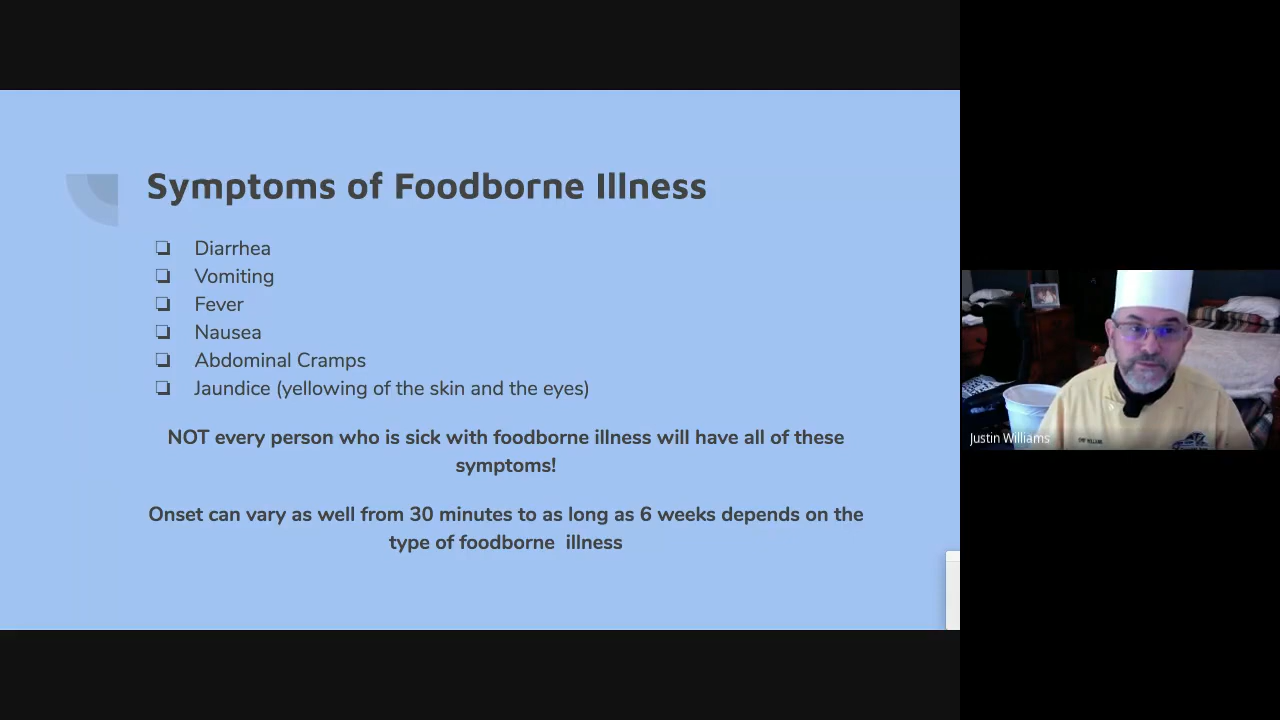 Symptoms of Foodborne Illness
❏ Diarrhea
❏ Vomiting
❏ Fever
❏ Nausea
❏ Abdominal Cramps
❏ Jaundice (yellowing of the skin and the eyes)
NOT every person who is sick with foodborne illness will have all of these
symptoms!
Onset can vary as well from 30 minutes to as long as 6 weeks depends on the
type of foodborne illness
Justin Williams